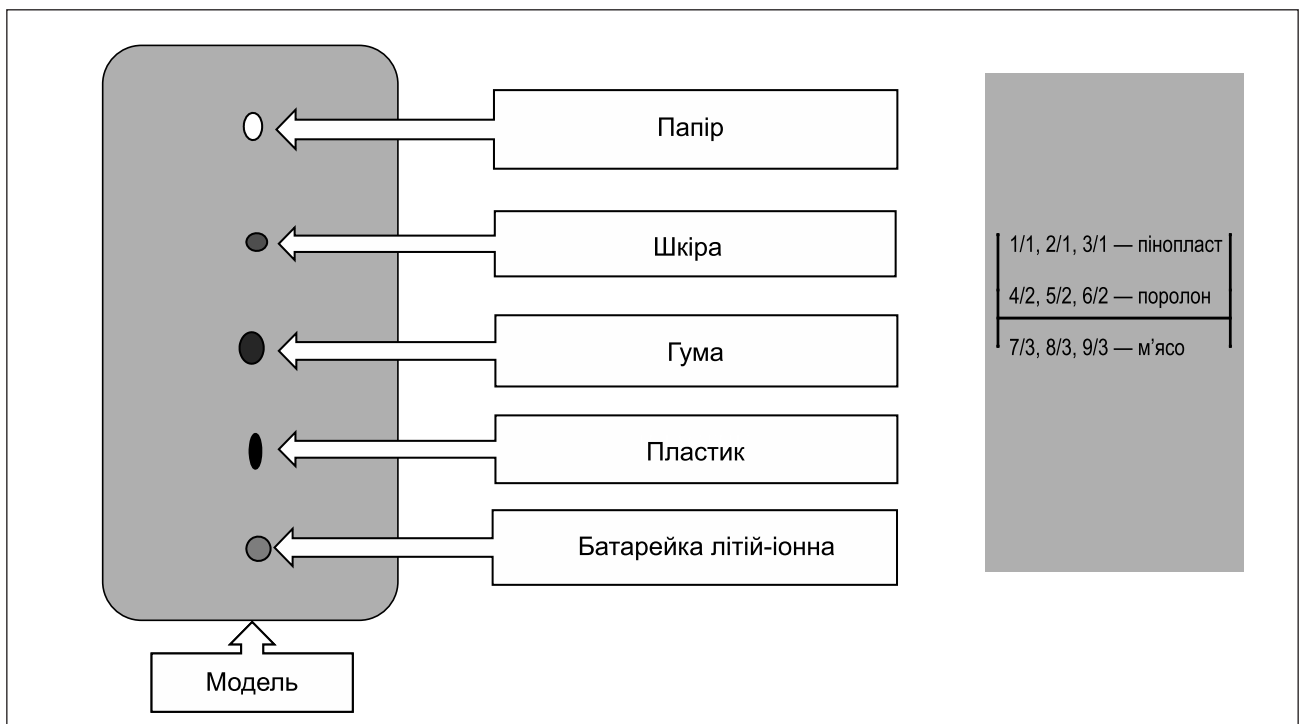 Папір
Шкіра
Гума
Пластик
Батарейка літій-іонна
Модель
1/1, 2/1, 3/1 — пінопласт
4/2, 5/2, 6/2 — поролон
7/3, 8/3, 9/3 — м’ясо